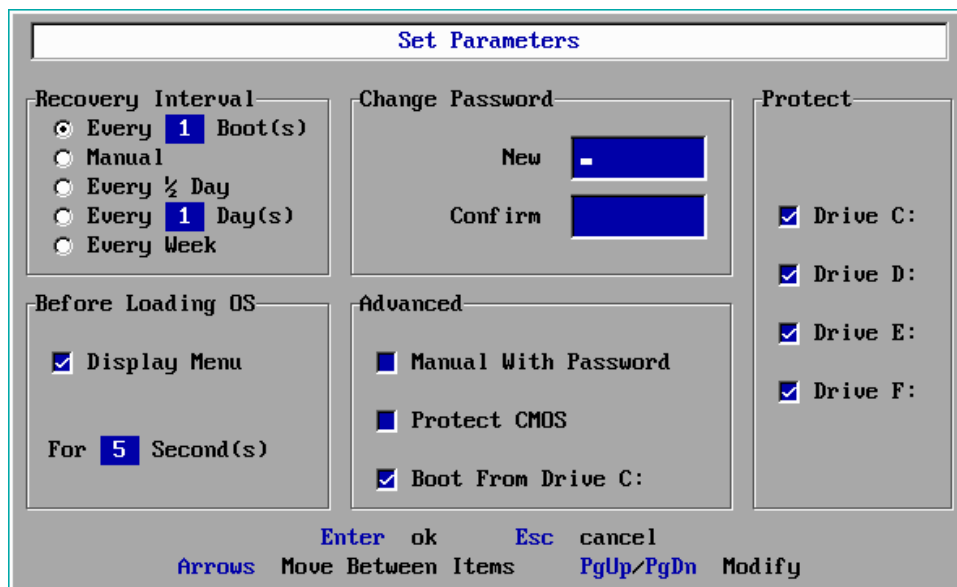 Set Parameters
Recovery Interval
Every 1 Boot(s)
Manual
Every ½ Day
Every 1 Day(s)
Every Week
Change Password
New
Confirm
Protect
Drive C:
Drive D:
Drive E:
Drive F:
Before Loading OS
Display Menu
For 5 Second(s)
Advanced
Manual With Password
Protect CMOS
Boot From Drive C:
Enter ok Esc cancel
Arrows Move Between Items PgUp/PgDn Modify